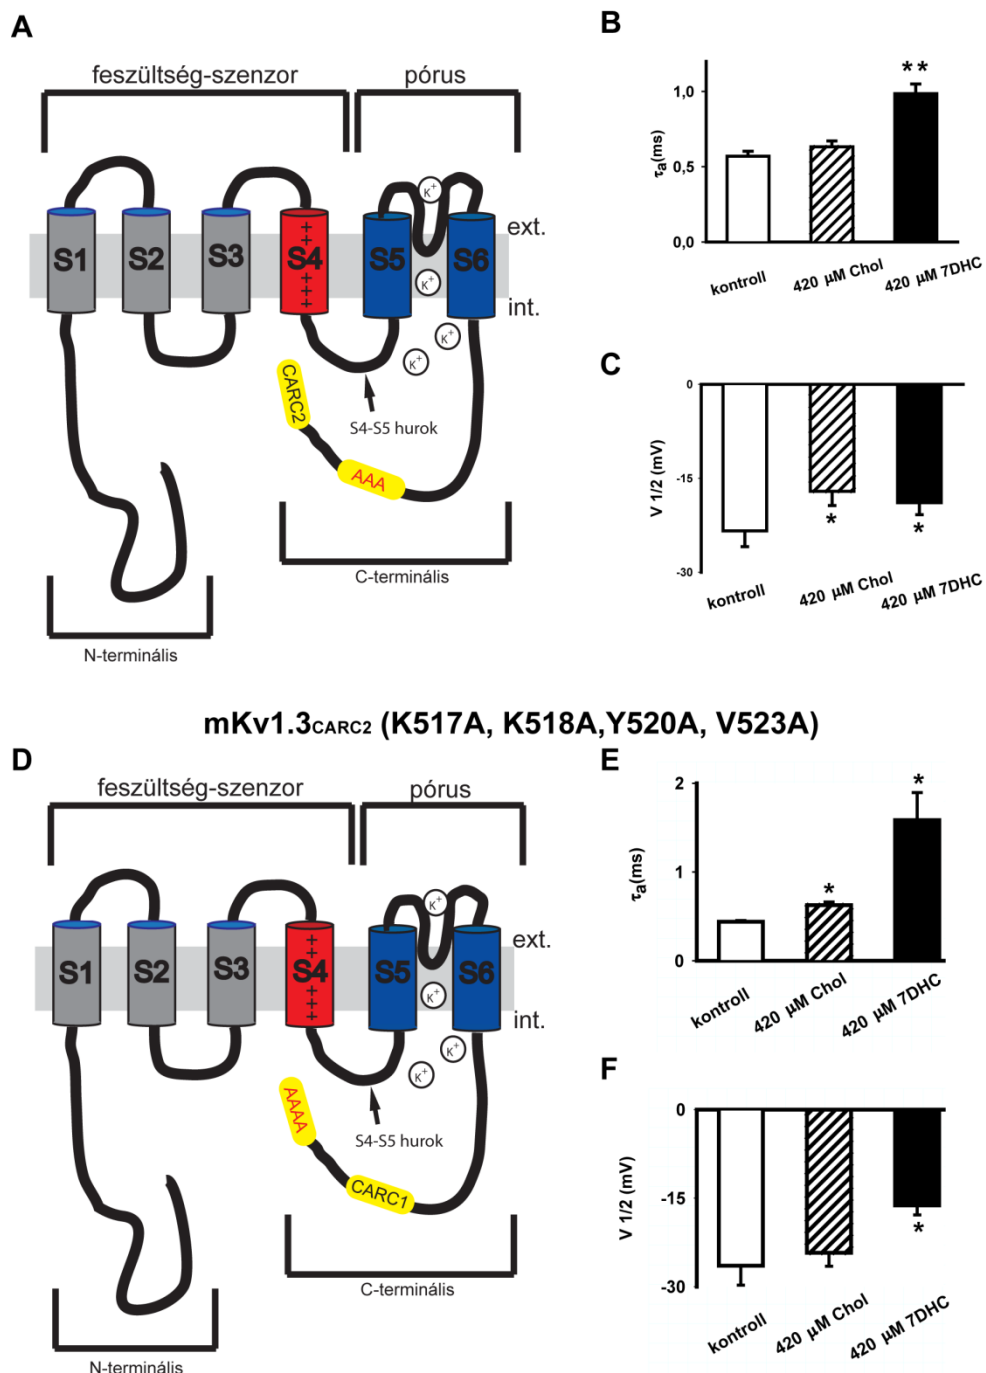 A
feszültség-szenzor
pórus
K+
S1
S2
S3
S4
+
+
+
+
+
S5
S6
ext.
K+
int.
K+
K+
CARC2
S4-S5 hurok
AAA
C-terminális
N-terminális
B
**
1,0
0,5
0,0
τa(ms)
kontroll
420 μM Chol
420 μM 7DHC
C
0
-15
-30
V 1/2 (mV)
*
*
kontroll
420 μM Chol
420 μM 7DHC
mKv1.3CARC2 (K517A, K518A,Y520A, V523A)
D
feszültség-szenzor
pórus
K+
S1
S2
S3
S4
+
+
+
+
+
S5
S6
ext.
K+
int.
K+
K+
AAAA
S4-S5 hurok
CARC1
C-terminális
N-terminális
E
2
1
0
τa(ms)
*
*
kontroll
420 μM Chol
420 μM 7DHC
F
0
-15
-30
V 1/2 (mV)
*
kontroll
420 μM Chol
420 μM 7DHC